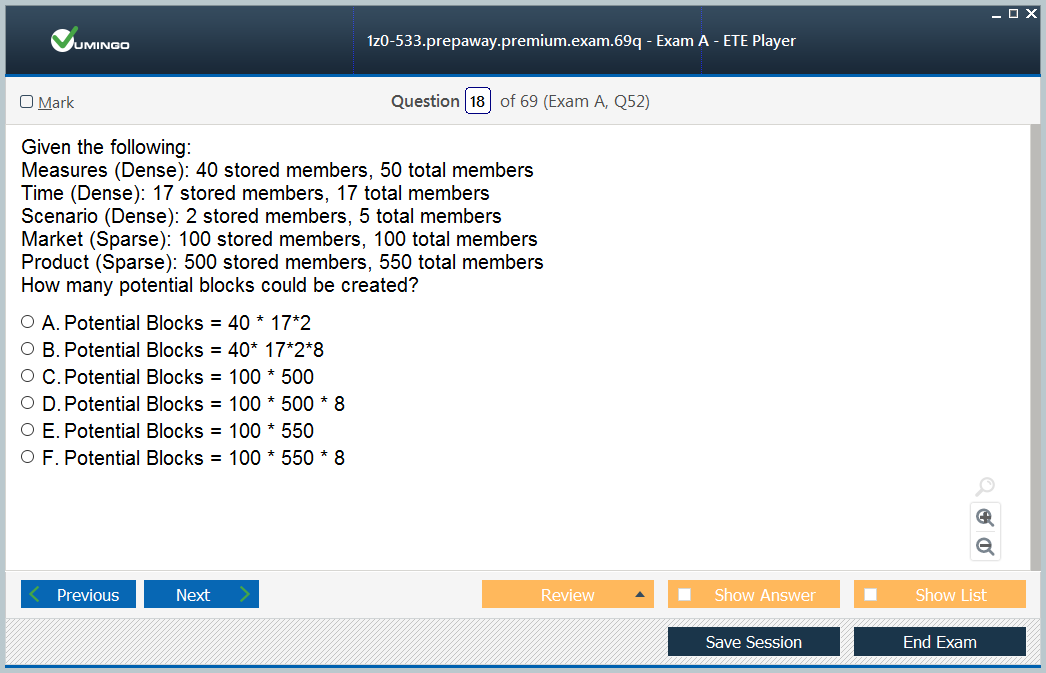 VUMINGO
1z0-533.prepaway.premium.exam.69q - Exam A - ETE Player
Mark
Question 18 of 69 (Exam A, Q52)
Given the following:
Measures (Dense): 40 stored members, 50 total members
Time (Dense): 17 stored members, 17 total members
Scenario (Dense): 2 stored members, 5 total members
Market (Sparse): 100 stored members, 100 total members
Product (Sparse): 500 stored members, 550 total members
How many potential blocks could be created?
A. Potential Blocks = 40 * 17*2
B. Potential Blocks = 40* 17*2*8
C. Potential Blocks = 100 * 500
D. Potential Blocks = 100 * 500 * 8
E. Potential Blocks = 100 * 550
F. Potential Blocks = 100 * 550 * 8
Previous Next Review Show Answer Show List
Save Session End Exam